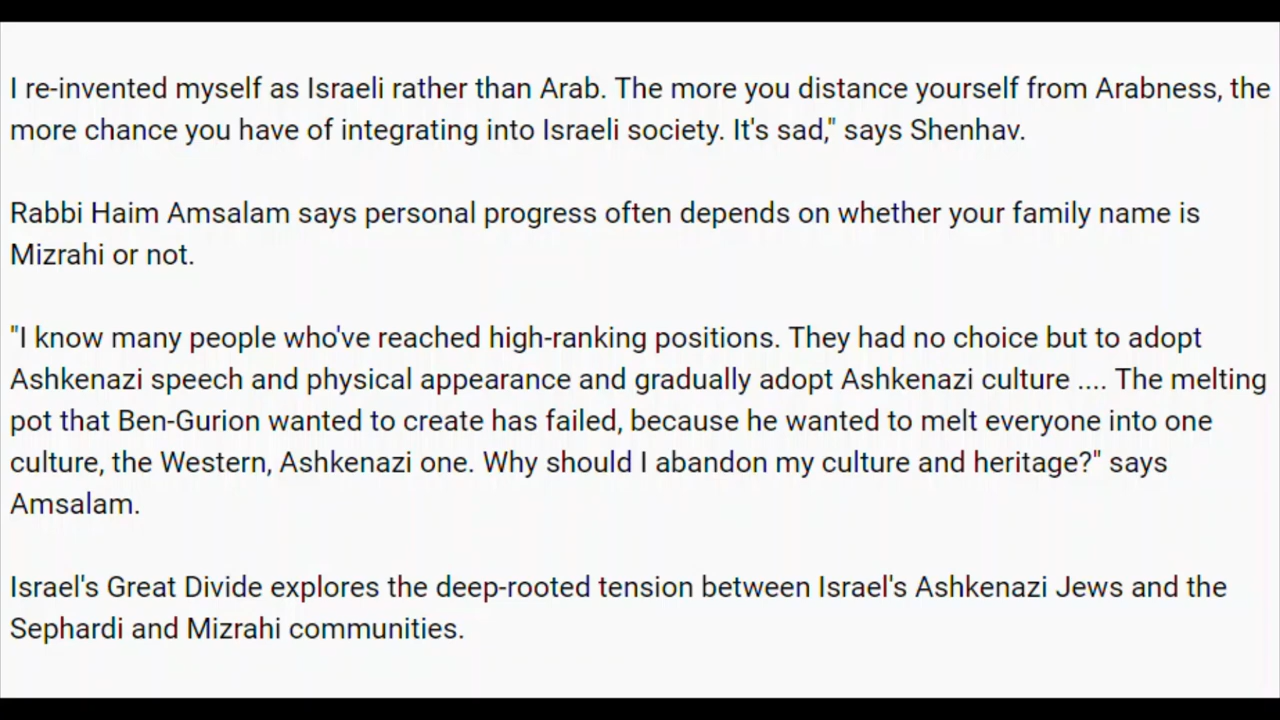 I re-invented myself as Israeli rather than Arab. The more you distance yourself from Arabness, the
more chance you have of integrating into Israeli society. It's sad," says Shenhav.
Rabbi Haim Amsalam says personal progress often depends on whether your family name is
Mizrahi or not.
"I know many people who've reached high-ranking positions. They had no choice but to adopt
Ashkenazi speech and physical appearance and gradually adopt Ashkenazi culture .... The melting
pot that Ben-Gurion wanted to create has failed, because he wanted to melt everyone into one
culture, the Western, Ashkenazi one. Why should I abandon my culture and heritage?" says
Amsalam.
Israel's Great Divide explores the deep-rooted tension between Israel's Ashkenazi Jews and the
Sephardi and Mizrahi communities.